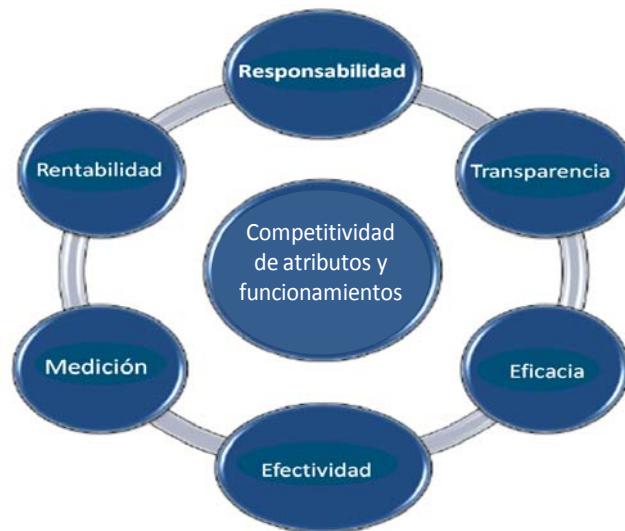 Responsabilidad
Rentabilidad
Transparencia
Competitividad
de atributos y
funcionamientos
Medición
Eficacia
Efectividad